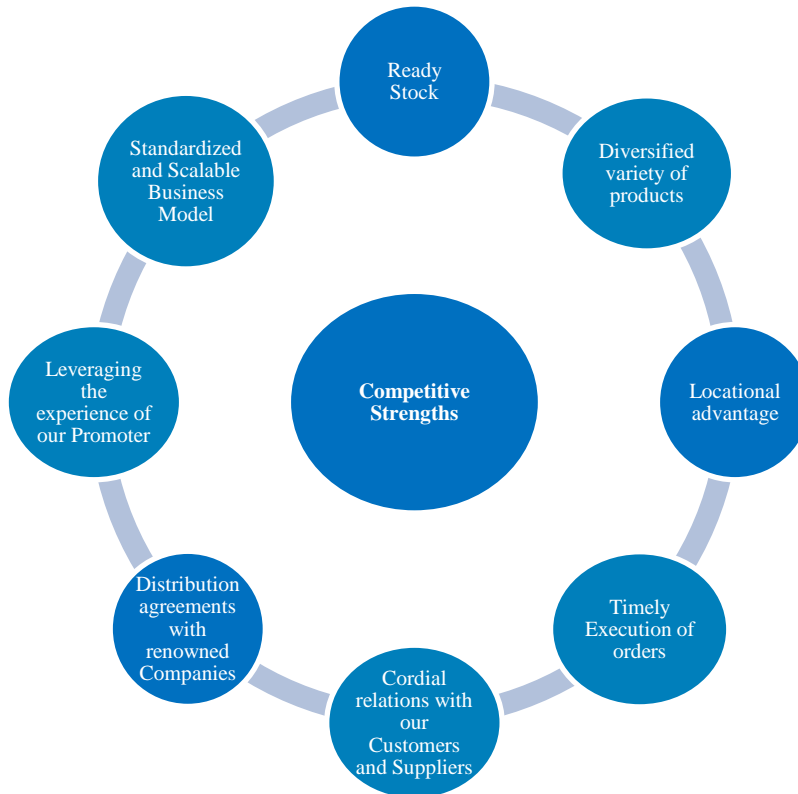 Ready
Stock
Diversified
variety of
products
Locational
advantage
Timely
Execution of
orders
Cordial
relations with
our
Customers
and Suppliers
Distribution
agreements
with
renowned
Companies
Leveraging
the
experience of
our Promoter
Standardized
and Scalable
Business
Model
Competitive
Strengths